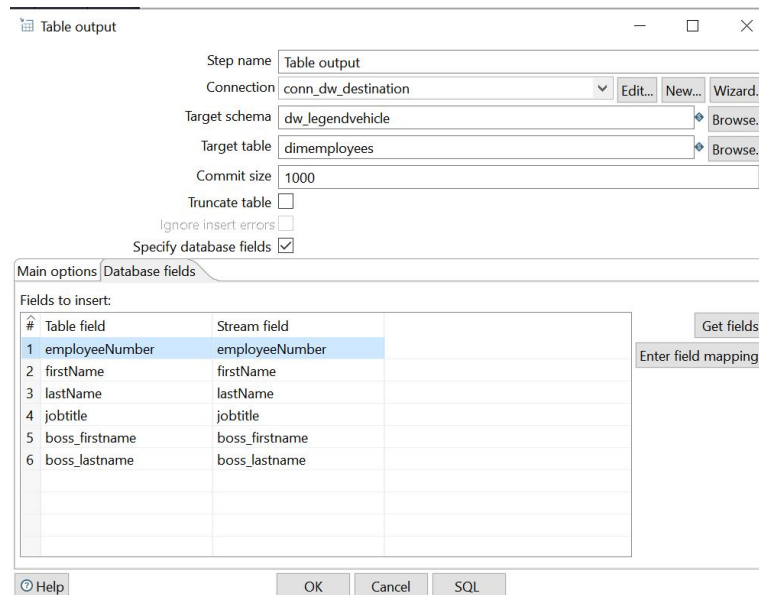 Table output
Step name Table output
Connection conn_dw_destination Edit... New... Wizard.
Target schema dw_legendvehicle Browse.
Target table dimemployees Browse.
Commit size 1000
Truncate table
Ignore insert errors
Specify database fields
Main options Database fields
Fields to insert:
# Table field Stream field Get fields
1 employeeNumber employeeNumber Enter field mapping
2 firstName firstName
3 lastName lastName
4 jobtitle jobtitle
5 boss_firstname boss_firstname
6 boss_lastname boss_lastname
Help OK Cancel SQL